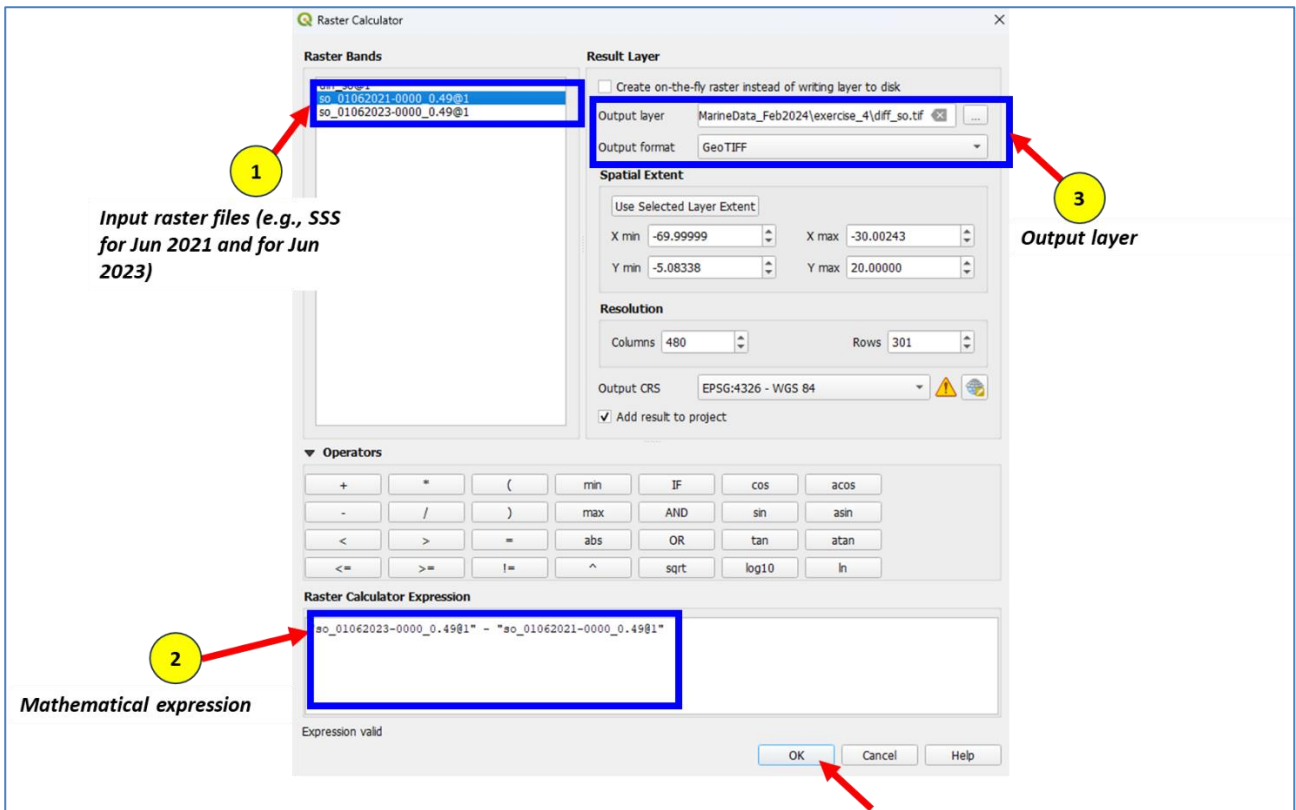 Raster Calculator
Raster Bands
Result Layer
so_01062021-0000_0.49@1
so_01062023-0000_0.49@1
Create on-the-fly raster instead of writing layer to disk
Output layer MarineData_Feb2024\exercise_4\diff_so.tif ...
Output format GeoTIFF
Spatial Extent
Use Selected Layer Extent
X min -69.99999 X max -30.00243
Y min -5.08338 Y max 20.00000
Resolution
Columns 480 Rows 301
Output CRS EPSG:4326 - WGS 84
Add result to project
1
Input raster files (e.g., SSS
for Jun 2021 and for Jun
2023)
3
Output layer
Operators
+ * ( min IF cos acos
- / ) max AND sin asin
< > = abs OR tan atan
<= >= != ^ sqrt log10 ln
Raster Calculator Expression
so_01062023-0000_0.49@1" - "so_01062021-0000_0.49@1"
2
Mathematical expression
Expression valid
OK Cancel Help